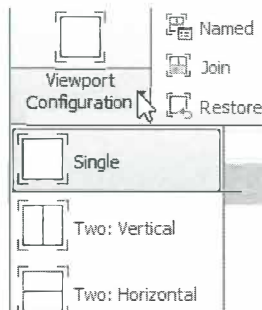 Named
Join
Restore
Viewport
Configuration
Single
Two: Vertical
Two: Horizontal